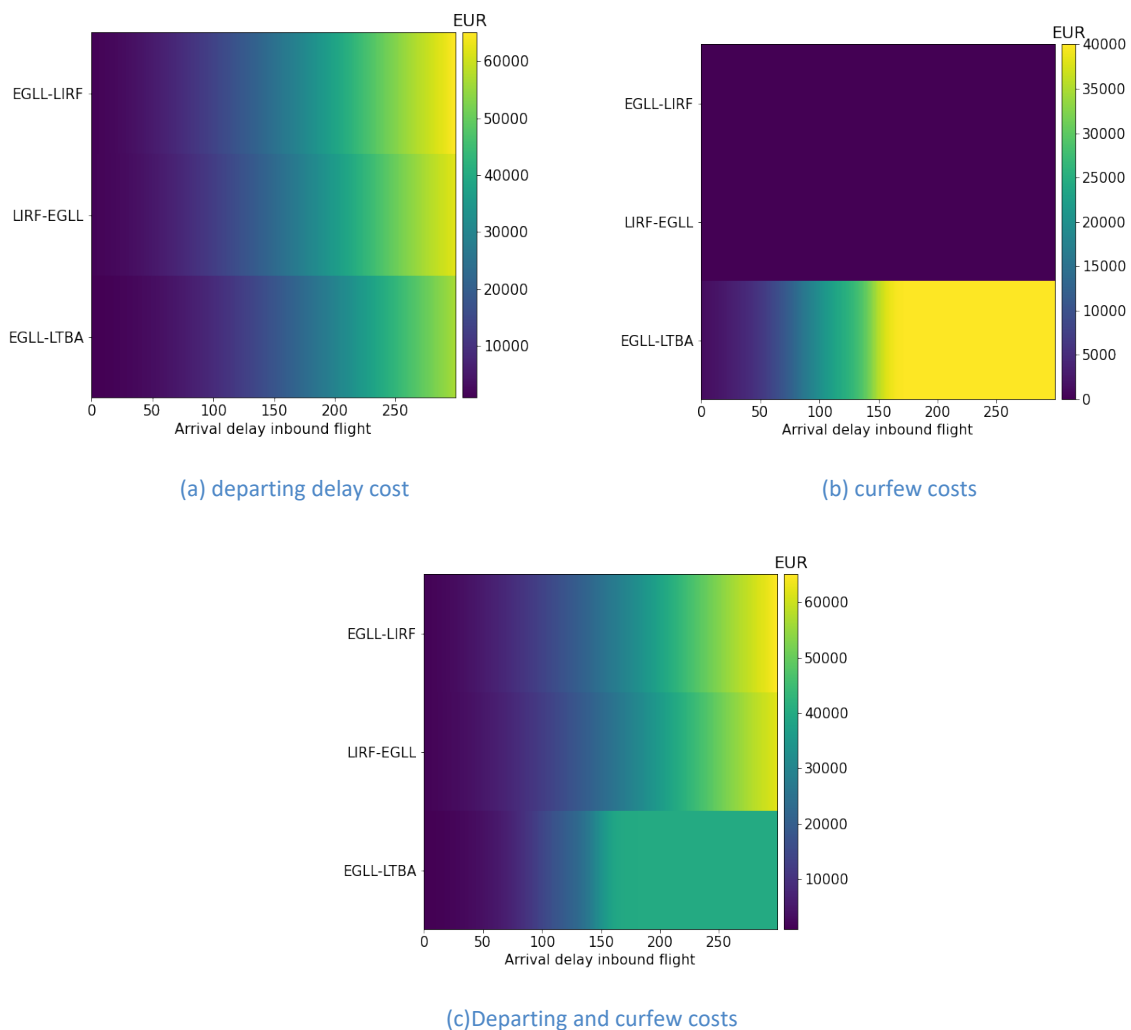 EUR
EGLL-LIRF
LIRF-EGLL
EGLL-LTBA
60000
50000
40000
30000
20000
10000
0 50 100 150 200 250
Arrival delay inbound flight
(a) departing delay cost
EUR
EGLL-LIRF
LIRF-EGLL
EGLL-LTBA
40000
35000
30000
25000
20000
15000
10000
5000
0
0 50 100 150 200 250
Arrival delay inbound flight
(b) curfew costs
EUR
EGLL-LIRF
LIRF-EGLL
EGLL-LTBA
60000
50000
40000
30000
20000
10000
0 50 100 150 200 250
Arrival delay inbound flight
(c)Departing and curfew costs